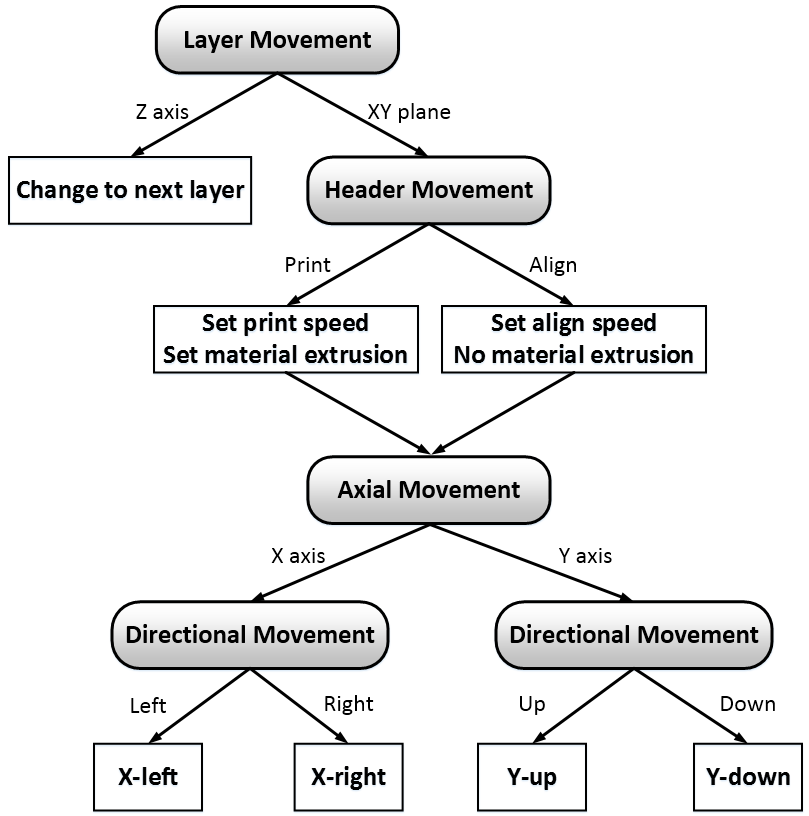 Layer Movement
Z axis
XY plane
Change to next layer
Header Movement
Print
Align
Set print speed
Set material extrusion
Set align speed
No material extrusion
Axial Movement
X axis
Y axis
Directional Movement
Directional Movement
Left
Right
Up
Down
X-left
X-right
Y-up
Y-down